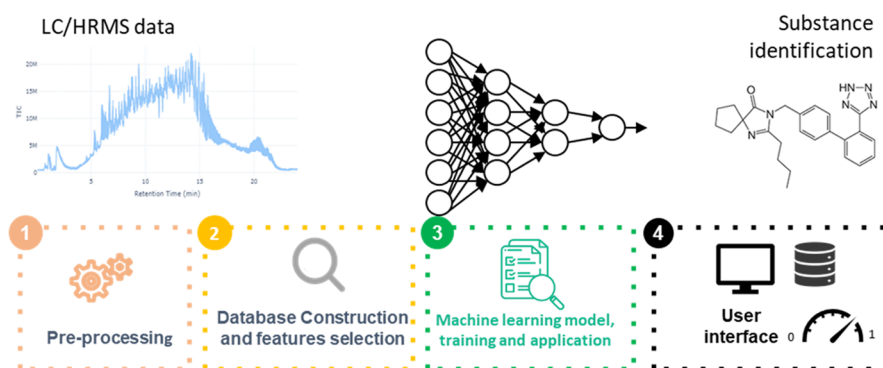 LC/HRMS data
Substance
identification
20M
15M
10M
5M
0
TIC
5
10
15
20
Retention Time (min)
O
N
N
HN
N
N
N
1
2
3
4
Pre-processing
Database Construction
and features selection
Machine learning model,
training and application
User
interface
0
1